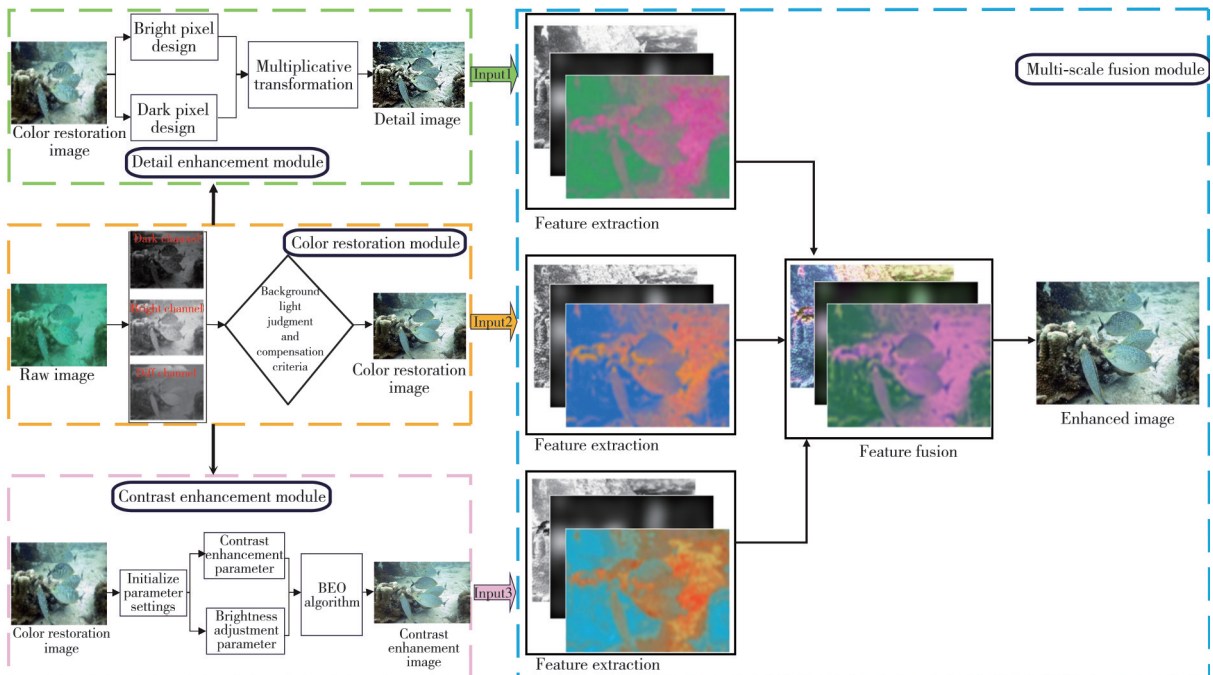 Bright pixel
design
Dark pixel
design
Multiplicative
transformation
Color restoration
image
Detail image
Detail enhancement module
Input1
Dark channel
Bright channel
Color restoration module
Background
light
judgment
and
compensation
criteria
Raw image
Color restoration
image
Input2
Contrast enhancement module
Initialize
parameter
settings
Contrast
enhancement
parameter
Brightness
adjustment
parameter
BEO
algorithm
Color restoration
image
Contrast
enhanement
image
Input3
Multi-scale fusion module
Feature extraction
Feature extraction
Feature extraction
Feature fusion
Enhanced image